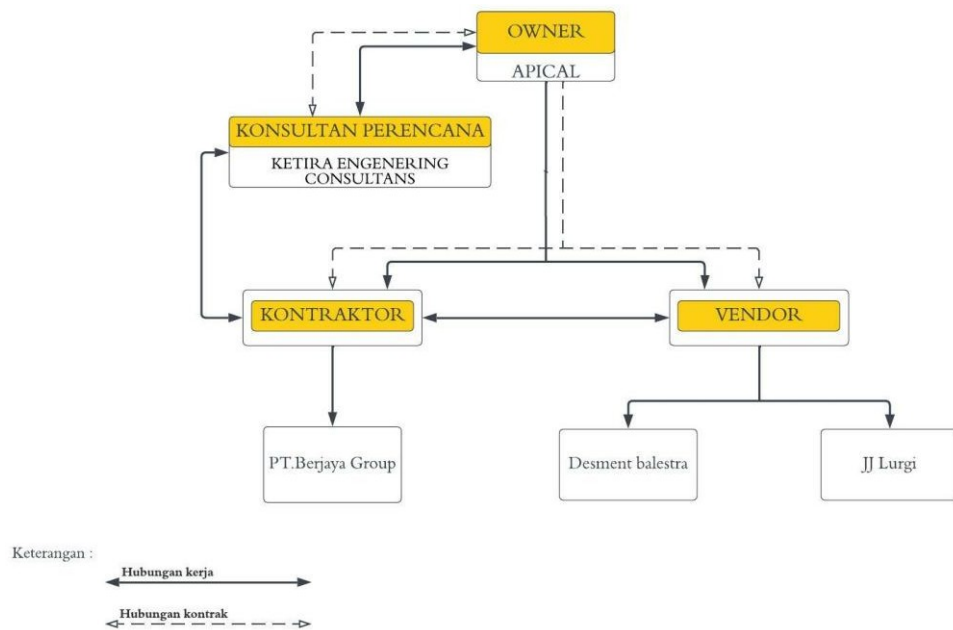 OWNER
APICAL
KONSULTAN PERENCANA
KETIRA ENGENERING
CONSULTANS
KONTRAKTOR
VENDOR
PT.Berjaya Group
Desment balestra
JJ Lurgi
Keterangan :
Hubungan kerja
Hubungan kontrak